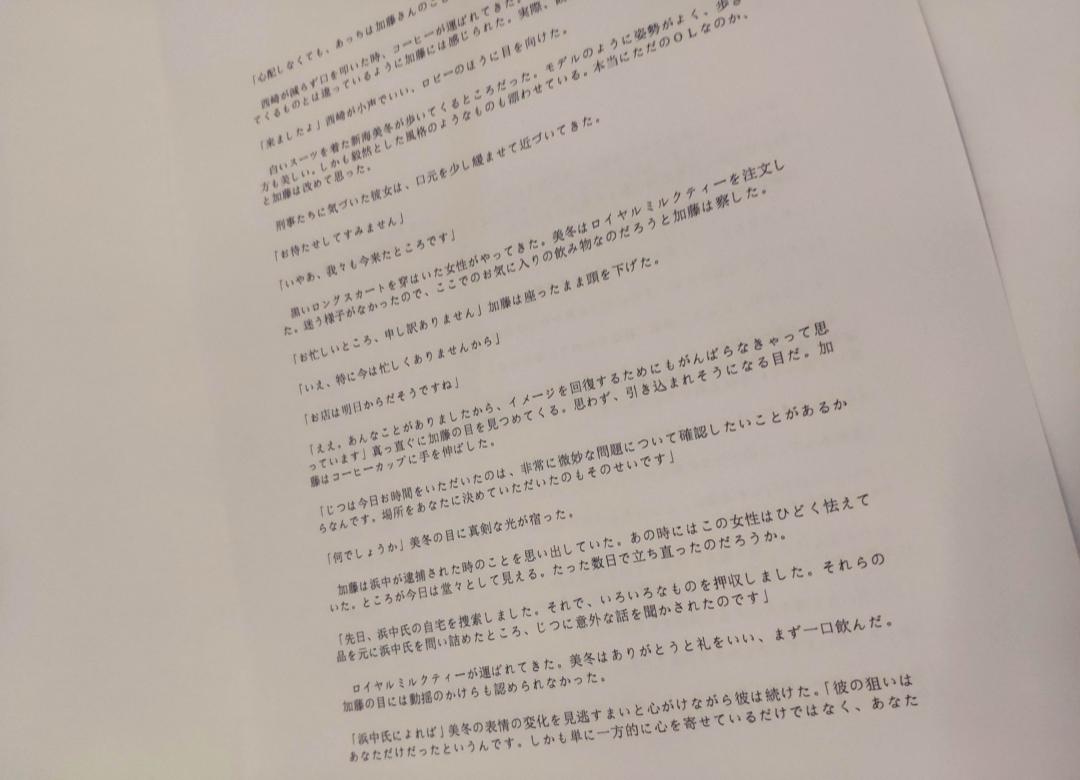 「心配しなくても、あっちは加藤さんのこ
西崎が減らず口を叩いた時、コーヒーが運ばれてきた。
てくるものとは違っているように加藤には感じられた。実際、
「来ましたよ」西崎が小声でいい、ロビーのほうに目を向けた。
白いスーツを着た新海美冬が歩いてくるところだった。モデルのように姿勢がよく、歩き
方も美しい。しかも毅然とした風格のようなものも漂わせている。本当にただのＯＬなのか、
と加藤は改めて思った。
刑事たちに気づいた彼女は、口元を少し緩ませて近づいてきた。
「お待たせしてすみません」
「いやあ、我々も今来たところです」
黒いロングスカートを穿はいた女性がやってきた。美冬はロイヤルミルクティーを注文し
た。迷う様子がなかったので、ここでのお気に入りの飲み物なのだろうと加藤は察した。
「お忙しいところ、申し訳ありません」加藤は座ったまま頭を下げた。
「いえ、特に今は忙しくありませんから」
「お店は明日からだそうですね」
「ええ。あんなことがありましたから、イメージを回復するためにもがんばらなきゃって思
っています」真っ直ぐに加藤の目を見つめてくる。思わず、引き込まれそうになる目だ。加
藤はコーヒーカップに手を伸ばした。
「じつは今日お時間をいただいたのは、非常に微妙な問題について確認したいことがあるか
らなんです。場所をあなたに決めていただいたのもそのせいです」
「何でしょうか」美冬の目に真剣な光が宿った。
加藤は浜中が逮捕された時のことを思い出していた。あの時にはこの女性はひどく怯えて
いた。ところが今日は堂々として見える。たった数日で立ち直ったのだろうか。
「先日、浜中氏の自宅を捜索しました。それで、いろいろなものを押収しました。それらの
品を元に浜中氏を問い詰めたところ、じつに意外な話を聞かされたのです」
ロイヤルミルクティーが運ばれてきた。美冬はありがとうと礼をいい、まず一口飲んだ。
加藤の目には動揺のかけらも認められなかった。
「浜中氏によれば」美冬の表情の変化を見逃すまいと心がけながら彼は続けた。「彼の狙いは
あなただけだったというんです。しかも単に一方的に心を寄せているだけではなく、あなた